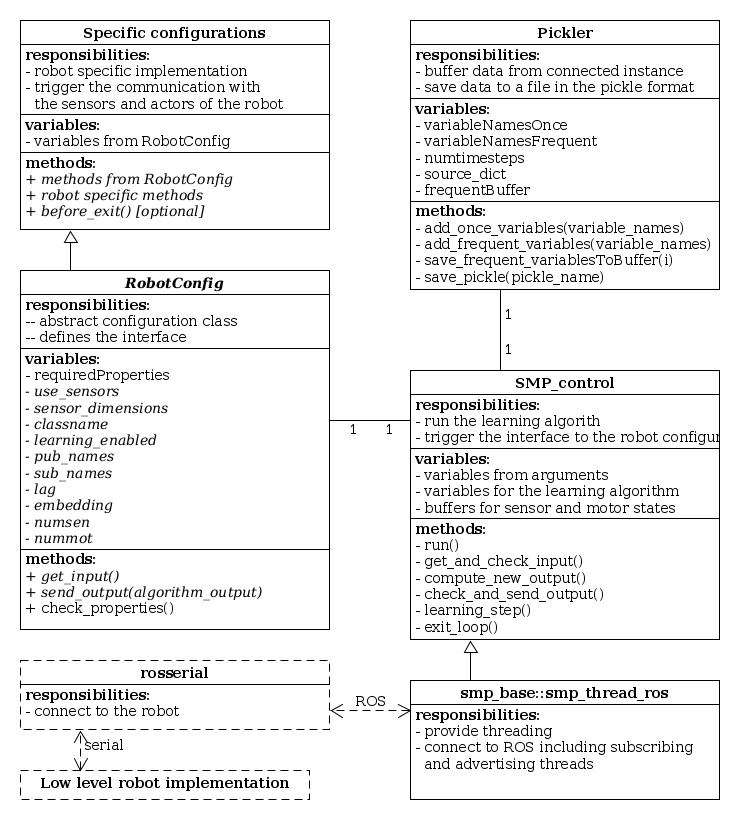 Specific configurations
responsibilities:
- robot specific implementation
- trigger the communication with
the sensors and actors of the robot
variables:
- variables from RobotConfig
methods:
+ methods from RobotConfig
+ robot specific methods
+ before_exit() [optional]
RobotConfig
responsibilities:
-- abstract configuration class
-- defines the interface
variables:
- requiredProperties
- use_sensors
- sensor_dimensions
- classname
- learning_enabled
- pub_names
- sub_names
- lag
- embedding
- numsen
- nummot
methods:
+ get_input()
+ send_output(algorithm_output)
+ check_properties()
rosserial
responsibilities:
- connect to the robot
serial
Low level robot implementation
Pickler
responsibilities:
- buffer data from connected instance
- save data to a file in the pickle format
variables:
- variableNamesOnce
- variableNamesFrequent
- numtimesteps
- source_dict
- frequentBuffer
methods:
- add_once_variables(variable_names)
- add_frequent_variables(variable_names)
- save_frequent_variablesToBuffer(i)
- save_pickle(pickle_name)
1
1
1 1
SMP_control
responsibilities:
- run the learning algorith
- trigger the interface to the robot configur
variables:
- variables from arguments
- variables for the learning algorithm
- buffers for sensor and motor states
methods:
- run()
- get_and_check_input()
- compute_new_output()
- check_and_send_output()
- learning_step()
- exit_loop()
ROS
smp_base::smp_thread_ros
responsibilities:
- provide threading
- connect to ROS including subscribing
and advertising threads